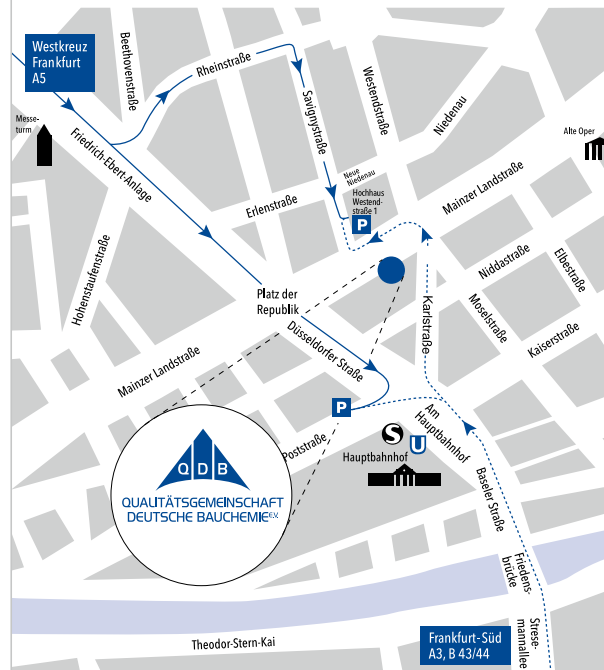 Westkreuz
Frankfurt
A5
Beethovenstraße
Rheinstraße
Savignystraße
Westendstraße
Niedenau
Messe-
turm
Alte Oper
Friedrich-Ebert-Anlage
Neue
Niedenau
Hochhaus
Westend-
straße 1
P
Mainzer Landstraße
Erlenstraße
Hohenstaufenstraße
Niddastraße
Elbestraße
Moselstraße
Kaiserstraße
Karlstraße
Platz der
Republik
Düsseldorfer Straße
Mainzer Landstraße
P
Am
Hauptbahnhof
Poststraße
S
U
Hauptbahnhof
Baseler Straße
QDB
QUALITÄTSGEMEINSCHAFT
DEUTSCHE BAUCHEMIE e.V.
Friedens-
brücke
Strese-
mannallee
Frankfurt-Süd
A3, B 43/44
Theodor-Stern-Kai